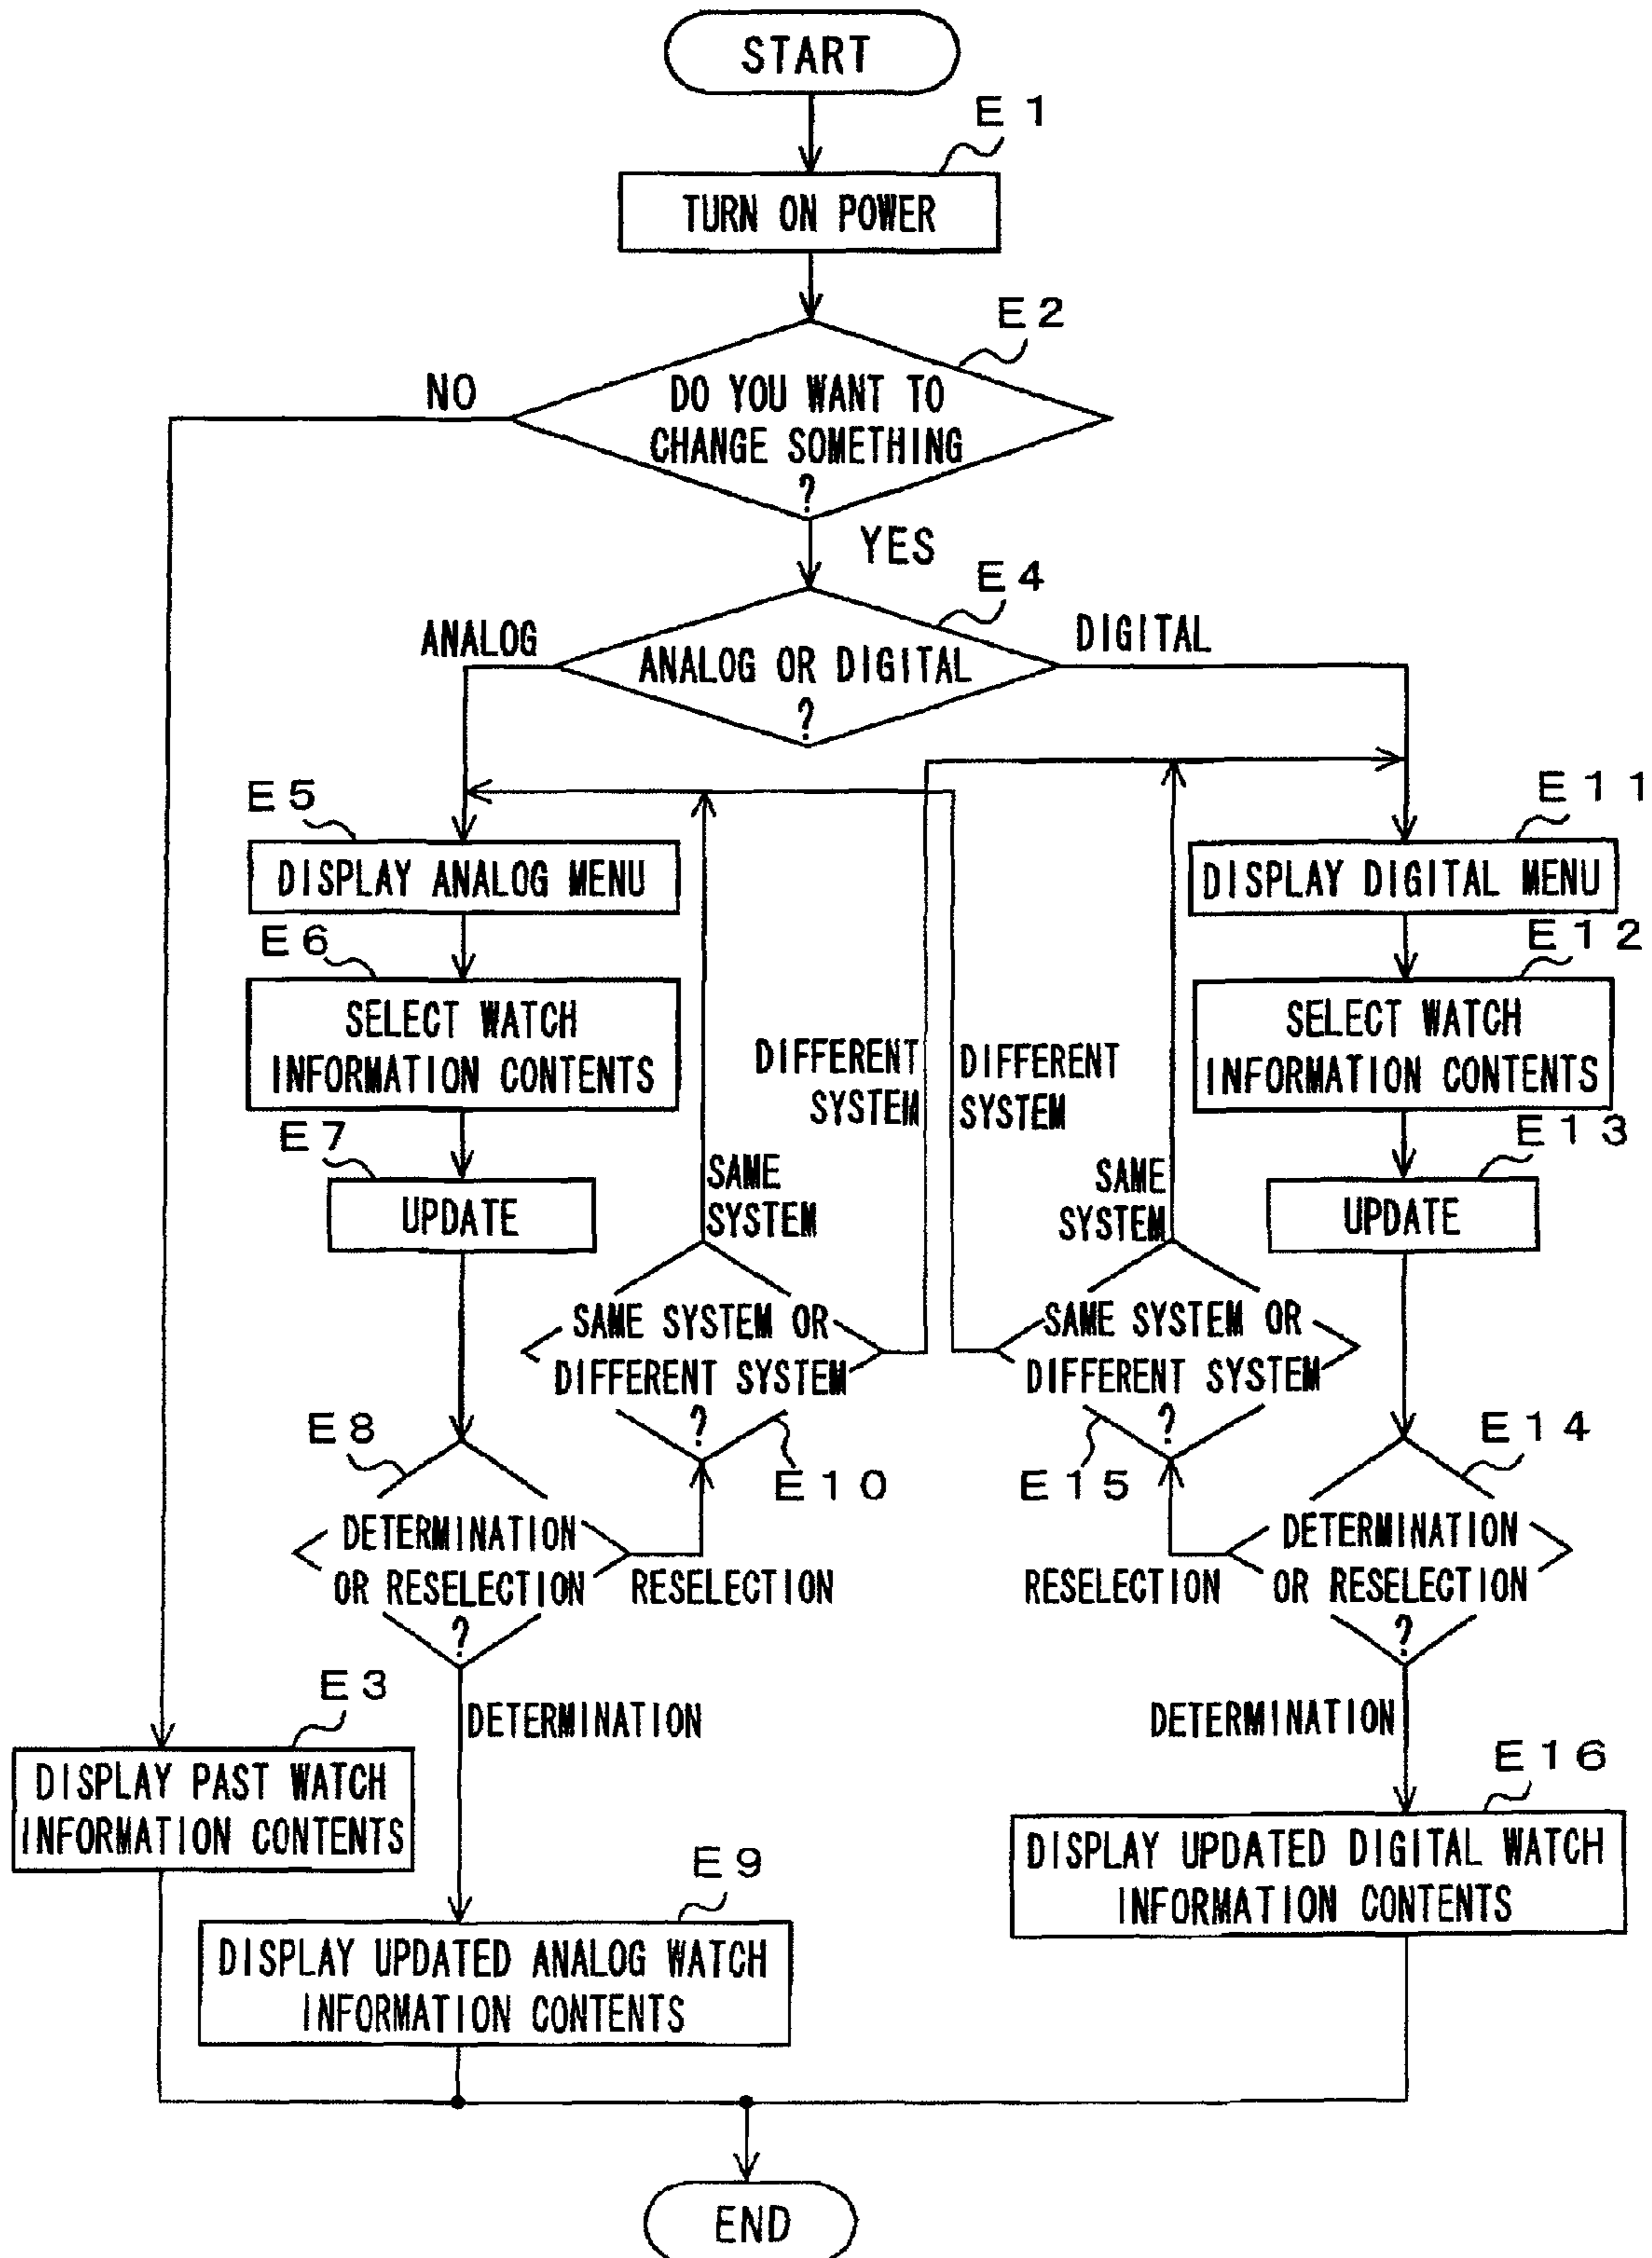 START
E1
TURN ON POWER
E2
NO
DO YOU WANT TO
CHANGE SOMETHING
?
YES
E4
ANALOG
DIGITAL
ANALOG OR DIGITAL
?
E5
E11
DISPLAY ANALOG MENU
DISPLAY DIGITAL MENU
E6
E12
SELECT WATCH
INFORMATION CONTENTS
SELECT WATCH
INFORMATION CONTENTS
DIFFERENT
SYSTEM
DIFFERENT
SYSTEM
E7
E13
UPDATE
UPDATE
SAME
SYSTEM
SAME
SYSTEM
SAME SYSTEM OR
DIFFERENT SYSTEM
?
SAME SYSTEM OR
DIFFERENT SYSTEM
?
E8
E10
E15
E14
DETERMINATION
OR RESELECTION
?
RESELECTION
RESELECTION
DETERMINATION
OR RESELECTION
?
E3
DETERMINATION
DETERMINATION
DISPLAY PAST WATCH
INFORMATION CONTENTS
E16
DISPLAY UPDATED DIGITAL WATCH
INFORMATION CONTENTS
E9
DISPLAY UPDATED ANALOG WATCH
INFORMATION CONTENTS
END